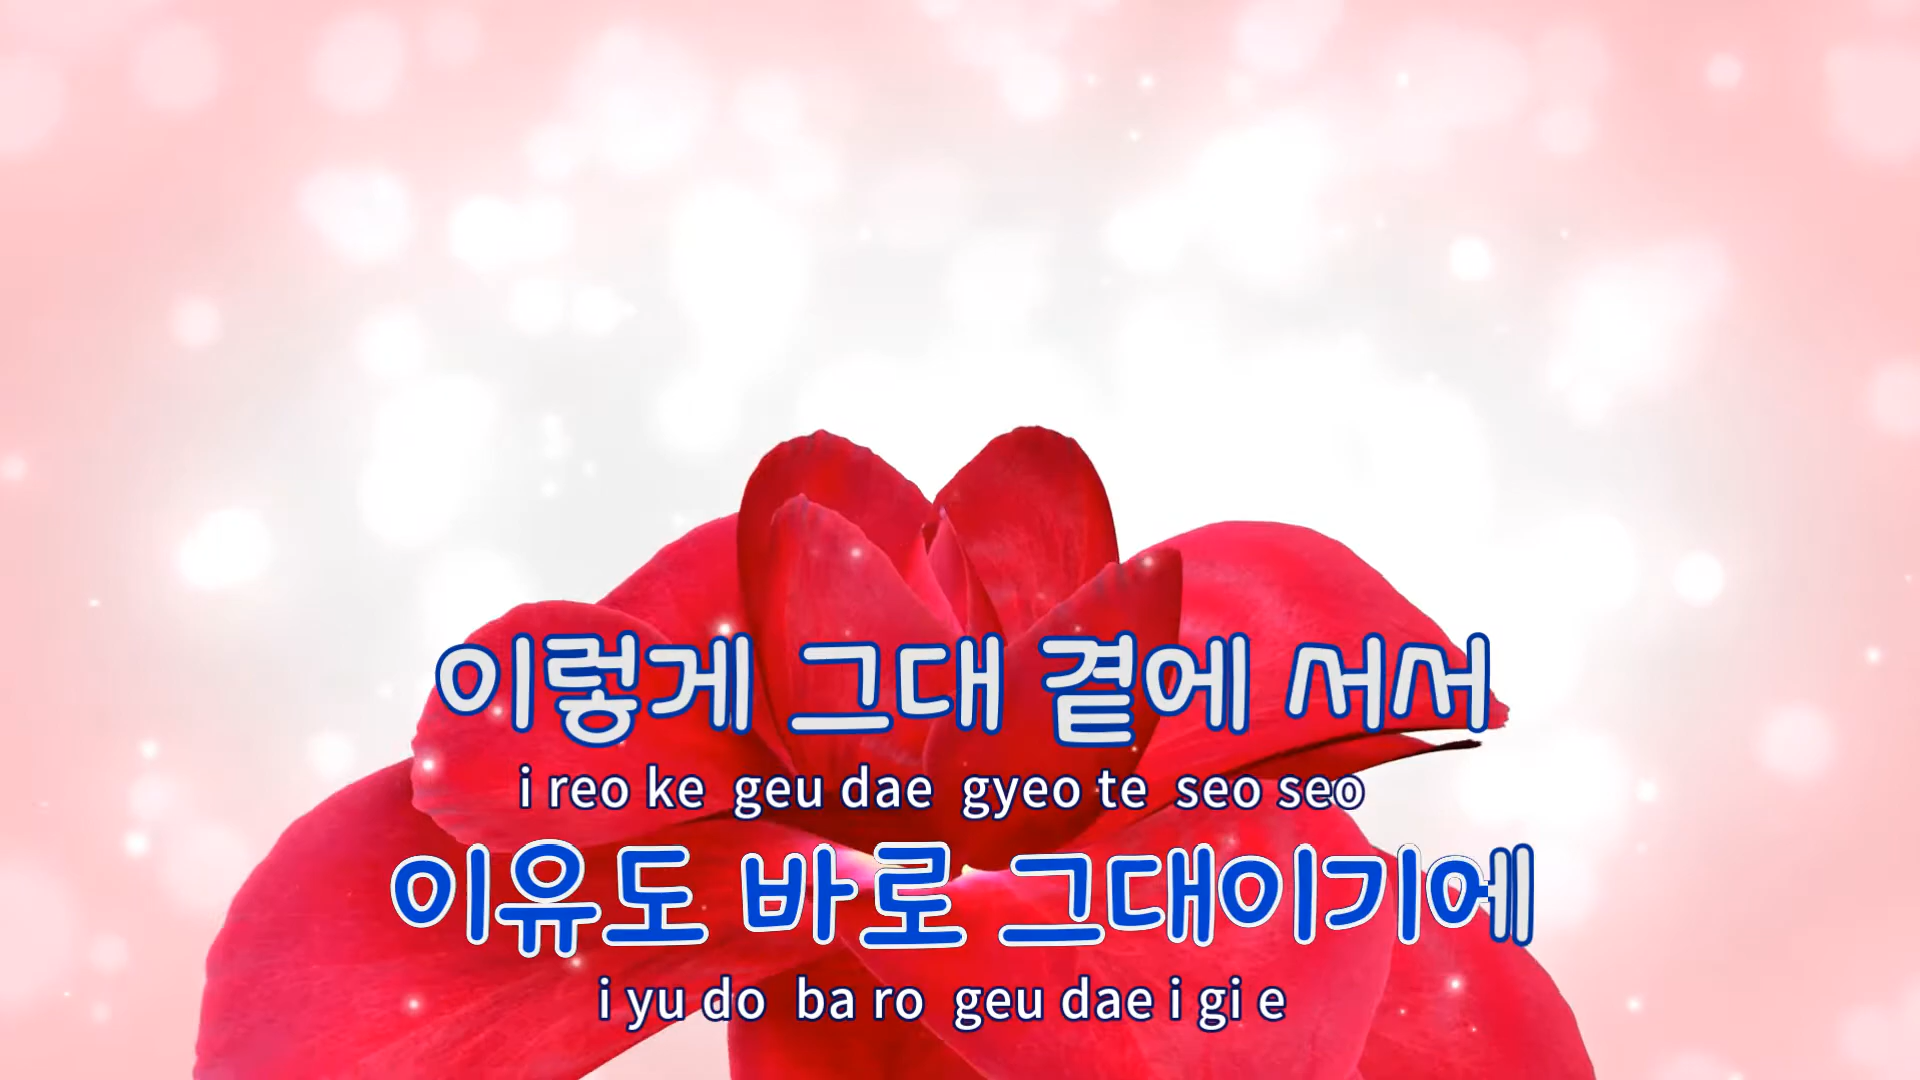 이렇게 그대 곁에 서서
i reo ke geu dae gyeo te seo seo
이유도 바로 그대이기에
i yu do ba ro geu dae i gi e